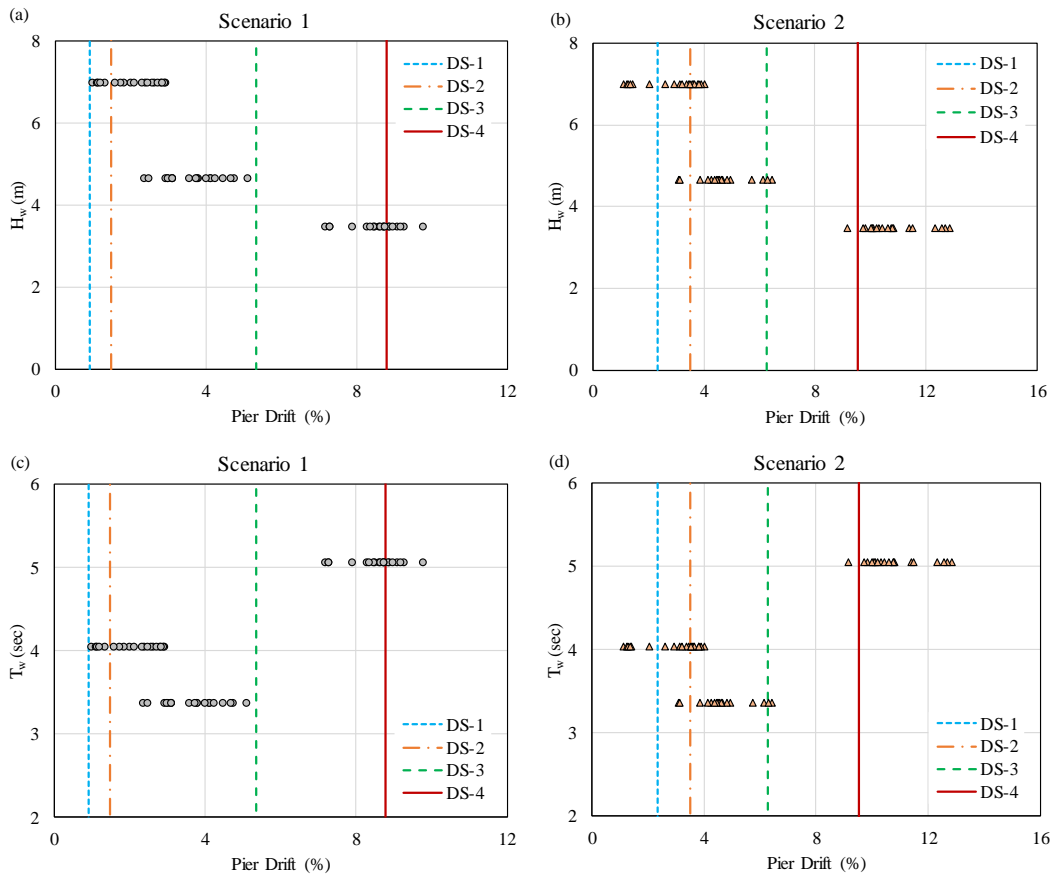 (a)
Scenario 1
8
6
4
2
0
H_w (m)
0 4 8 12
Pier Drift (%)
DS-1
DS-2
DS-3
DS-4
(b)
Scenario 2
8
6
4
2
0
H_w (m)
0 4 8 12 16
Pier Drift (%)
DS-1
DS-2
DS-3
DS-4
(c)
Scenario 1
6
5
4
3
2
T_w (sec)
0 4 8 12
Pier Drift (%)
DS-1
DS-2
DS-3
DS-4
(d)
Scenario 2
6
5
4
3
2
T_w (sec)
0 4 8 12 16
Pier Drift (%)
DS-1
DS-2
DS-3
DS-4